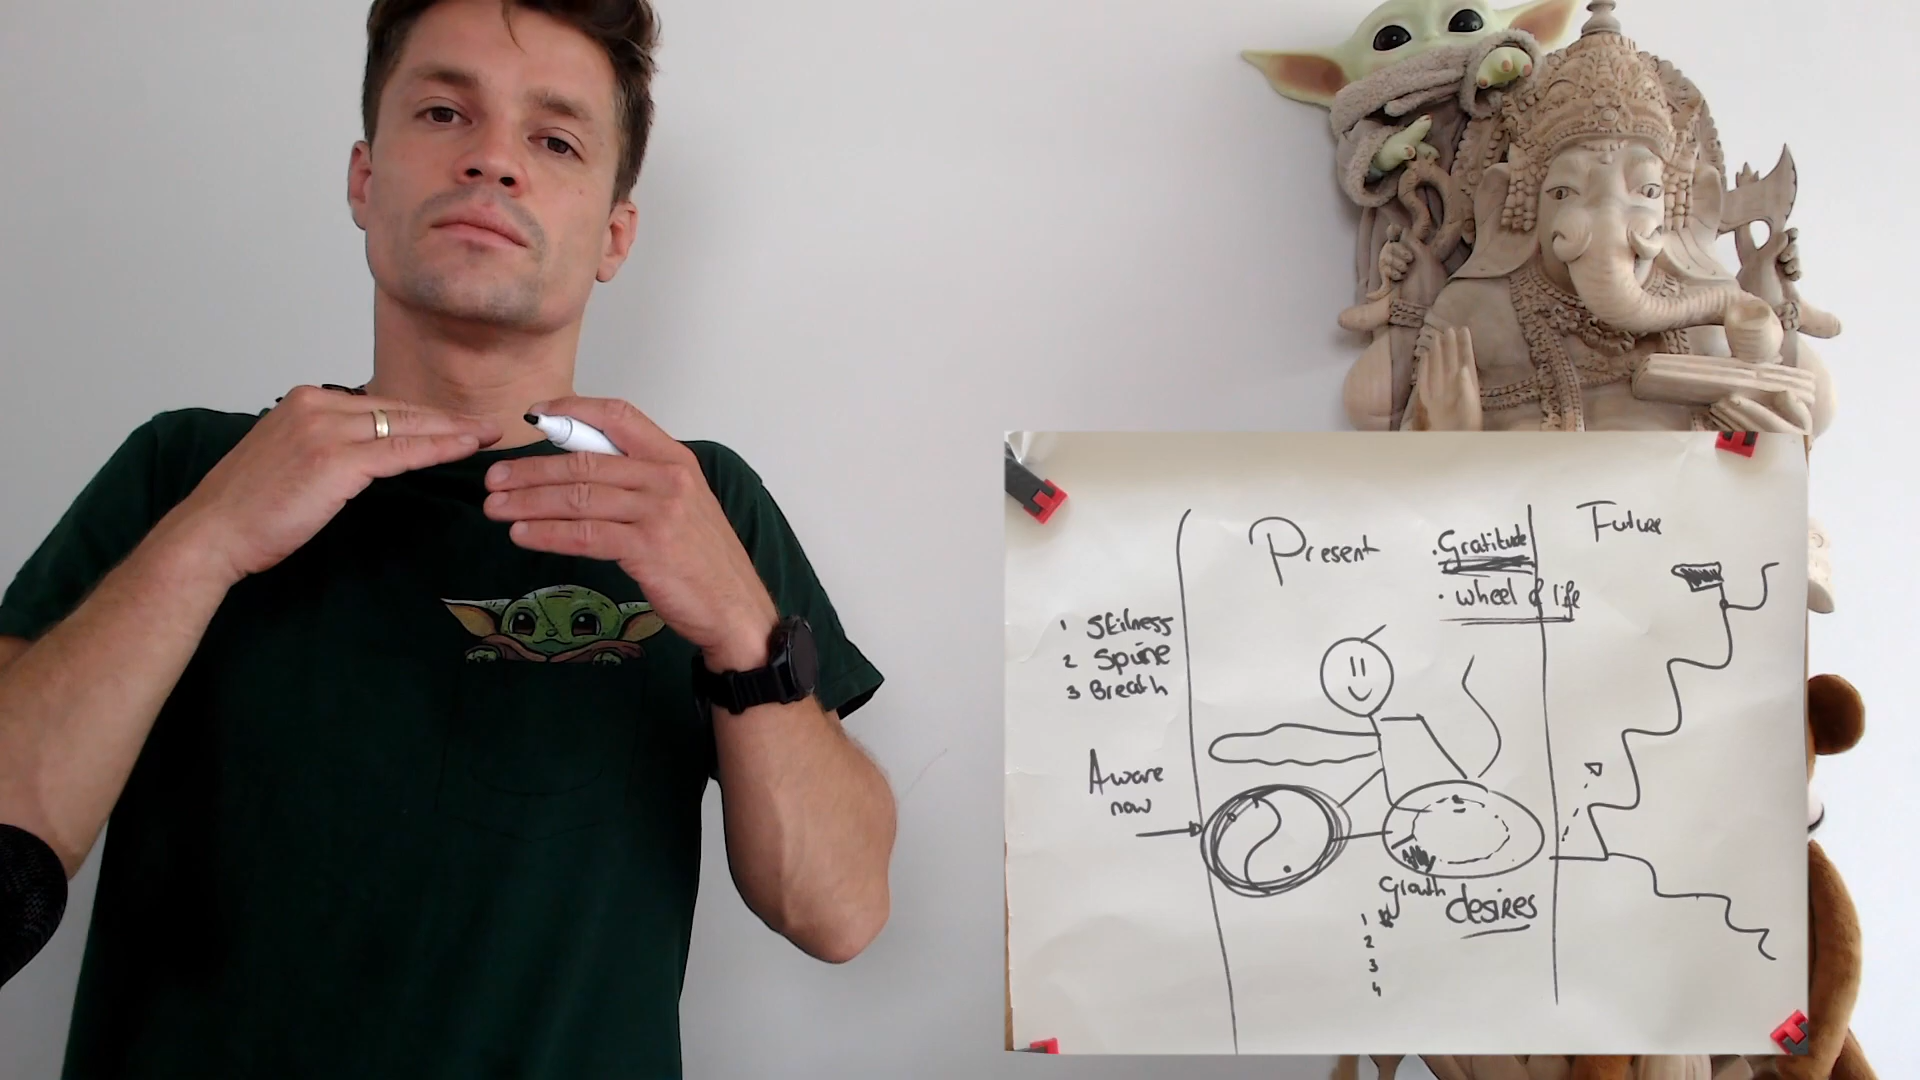 Present
.Gratitude
. wheel of life
Future
1 Stilness
2 Spine
3 Breath
Aware
now
Growth
desires
1
2
3
4